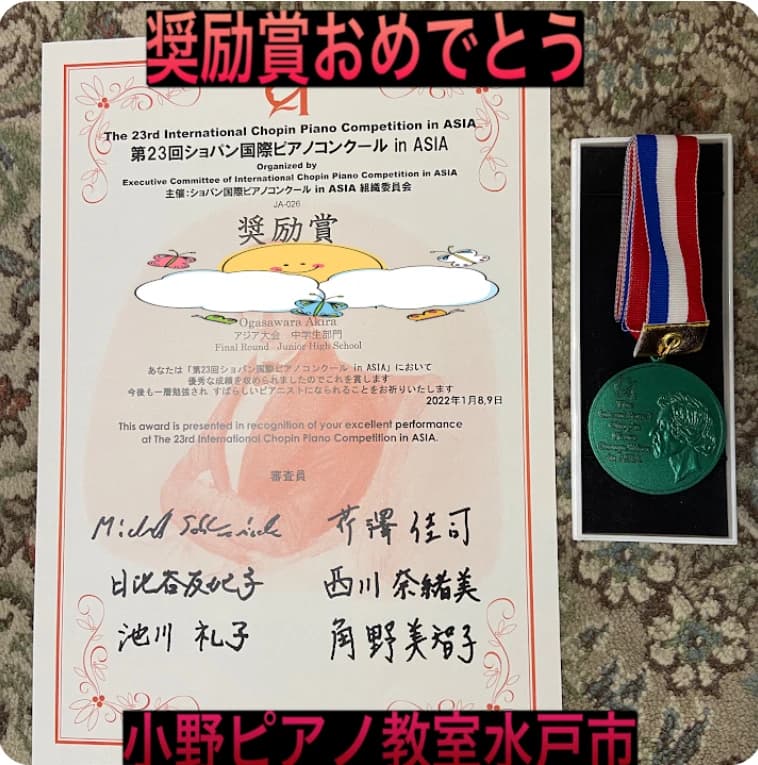 奨励賞おめでとう
The 23rd International Chopin Piano Competition in ASIA
第23回ショパン国際ピアノコンクール in ASIA
Organized by
Executive Committee of International Chopin Piano Competition in ASIA
主催:ショパン国際ピアノコンクール in ASIA 組織委員会
JA-026
奨励賞
Ogasawara Akira
アジア大会 中学生部門
Final Round Junior High School
あなたは「第23回ショパン国際ピアノコンクール in ASIA」において
優秀な成績を収められましたのでこれを賞します
今後も一層勉強され すばらしいピアニストになられることをお祈りいたします
2022年1月8,9日
This award is presented in recognition of your excellent performance
at The 23rd International Chopin Piano Competition in ASIA.
審査員
芹澤佳司
西川奈緒美
池川礼子
角野美智子
小野ピアノ教室水戸市